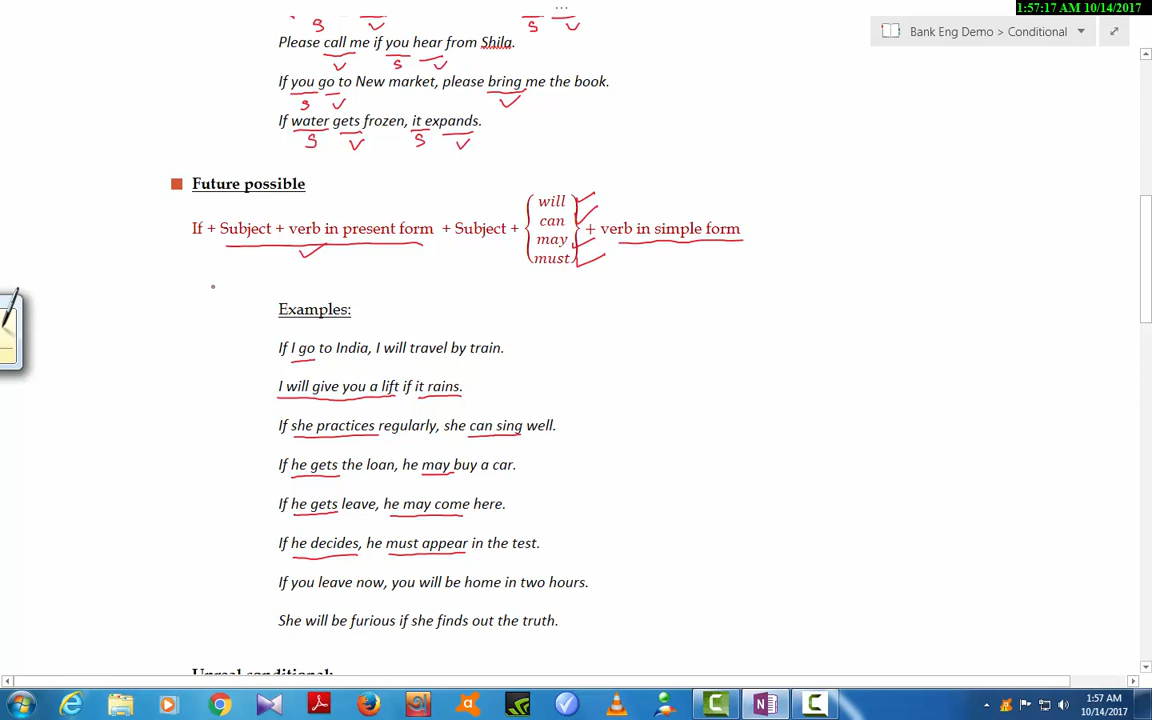 1:57:17 AM 10/14/2017
...
S V S V
Bank Eng Demo > Conditional
Please call me if you hear from Shila.
V S V
If you go to New market, please bring me the book.
S V V
If water gets frozen, it expands.
S V S V
Future possible
If + Subject + verb in present form + Subject + { will can may must } + verb in simple form
Examples:
If I go to India, I will travel by train.
I will give you a lift if it rains.
If she practices regularly, she can sing well.
If he gets the loan, he may buy a car.
If he gets leave, he may come here.
If he decides, he must appear in the test.
If you leave now, you will be home in two hours.
She will be furious if she finds out the truth.
Unreal conditional:
1:57 AM
10/14/2017